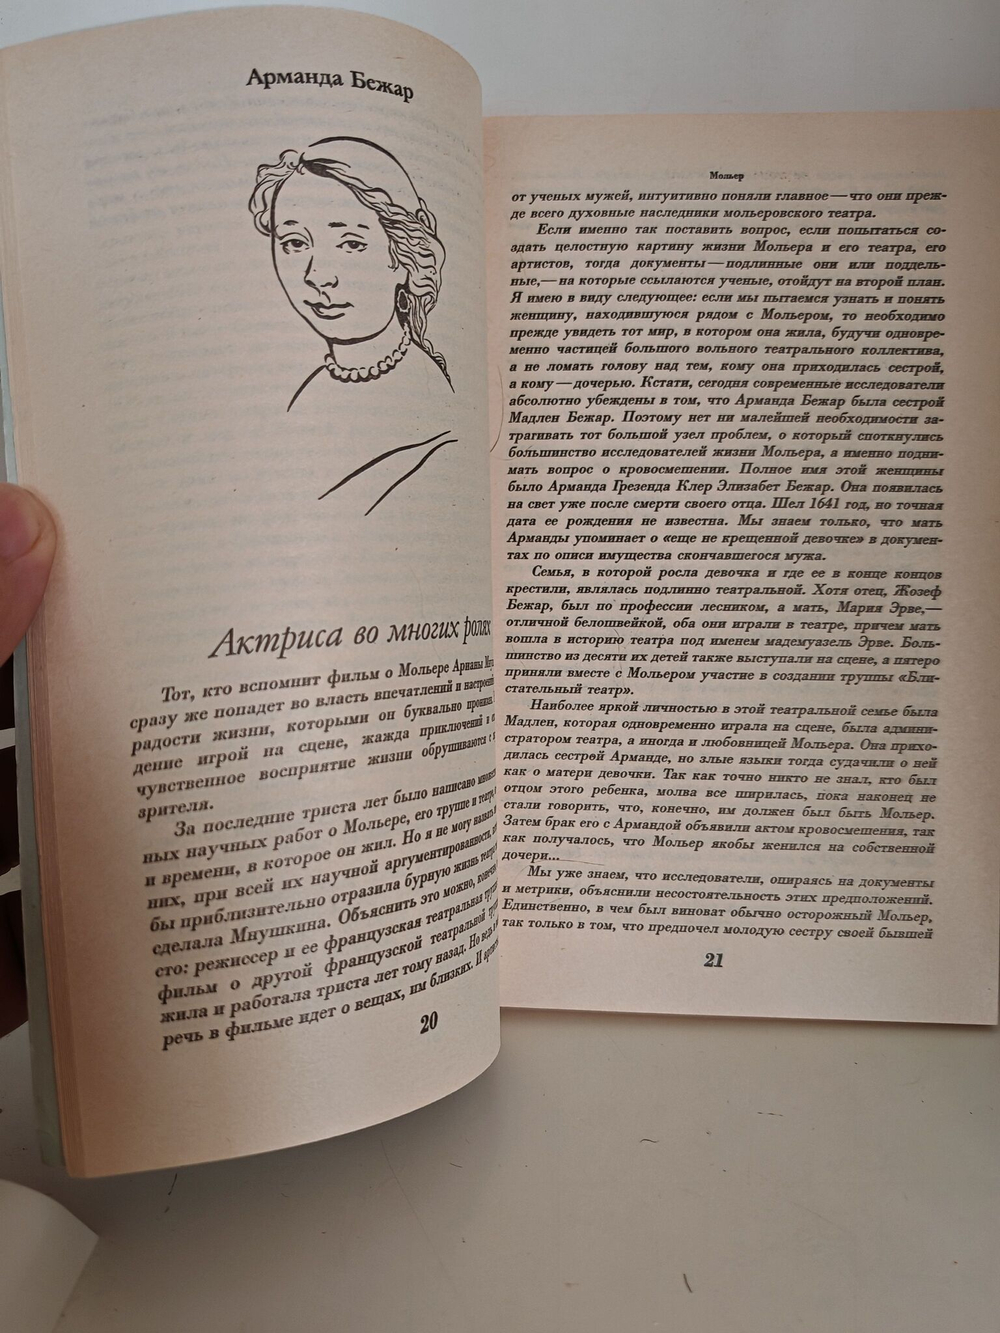 Арманда Бежар
Актриса во многих ролях
Тот, кто вспомнит фильм о Мольере Арианы
сразу же попадет во власть впечатлений и настроений
радости жизни, которыми он буквально
дение игрой на сцене, жажда приключений и
чувственное восприятие жизни обрушиваются с
зрителя.
За последние триста лет было написано
ных научных работ о Мольере, его труппе и
и времени, в которое он жил. Но я не могу назвать
них, при всей их научной аргументированности,
бы приблизительно отразила бурную жизнь
сделала Мнушкина. Объяснить это можно,
сто: режиссер и ее французская театральная
фильм о другой французской театральной
жила и работала триста лет тому назад. Но ведь
речь в фильме идет о вещах, им близких. И
20
Мольер
от ученых мужей, интуитивно поняли главное — что они преж-
де всего духовные наследники мольеровского театра.
Если именно так поставить вопрос, если попытаться со-
здать целостную картину жизни Мольера и его театра, его
артистов, тогда документы — подлинные они или поддель-
ные, — на которые ссылаются ученые, отойдут на второй план.
Я имею в виду следующее: если мы пытаемся узнать и понять
женщину, находившуюся рядом с Мольером, то необходимо
прежде увидеть тот мир, в котором она жила, будучи одновре-
менно частицей большого вольного театрального коллектива,
а не ломать голову над тем, кому она приходилась сестрой,
а кому — дочерью. Кстати, сегодня современные исследователи
абсолютно убеждены в том, что Арманда Бежар была сестрой
Мадлен Бежар. Поэтому нет ни малейшей необходимости за-
трагивать тот большой узел проблем, о который споткнулись
большинство исследователей жизни Мольера, а именно подни-
мать вопрос о кровосмешении. Полное имя этой женщины
было Арманда Грезенда Клер Элизабет Бежар. Она появилась
на свет уже после смерти своего отца. Шел 1641 год, но точная
дата ее рождения не известна. Мы знаем только, что мать
Арманды упоминает о «еще не крещенной девочке» в докумен-
тах по описи имущества скончавшегося мужа.
Семья, в которой росла девочка и где ее в конце концов
крестили, являлась подлинно театральной. Хотя отец, Жозеф
Бежар, был по профессии лесником, а мать, Мария Эрве, —
отличной белошвейкой, оба они играли в театре, причем мать
вошла в историю театра под именем мадемуазель Эрве. Боль-
шинство из десяти их детей также выступали на сцене, а пятеро
приняли вместе с Мольером участие в создании труппы «Бли-
стательный театр».
Наиболее яркой личностью в этой театральной семье была
Мадлен, которая одновременно играла на сцене, была админи-
стратором театра, а иногда и любовницей Мольера. Она прихо-
дилась сестрой Арманде, но злые языки тогда судачили о ней
как о матери девочки. Так как точно никто не знал, кто был
отцом этого ребенка, молва все ширилась, пока наконец не
стали говорить, что, конечно, им должен был быть Мольер.
Затем брак его с Армандой объявили актом кровосмешения, так
как получалось, что Мольер якобы женился на собственной
дочери...
Мы уже знаем, что исследователи, опираясь на документы
и метрики, объяснили несостоятельность этих предположений.
Единственно, в чем был виноват обычно осторожный Мольер,
так только в том, что предпочел молодую сестру своей бывшей
21